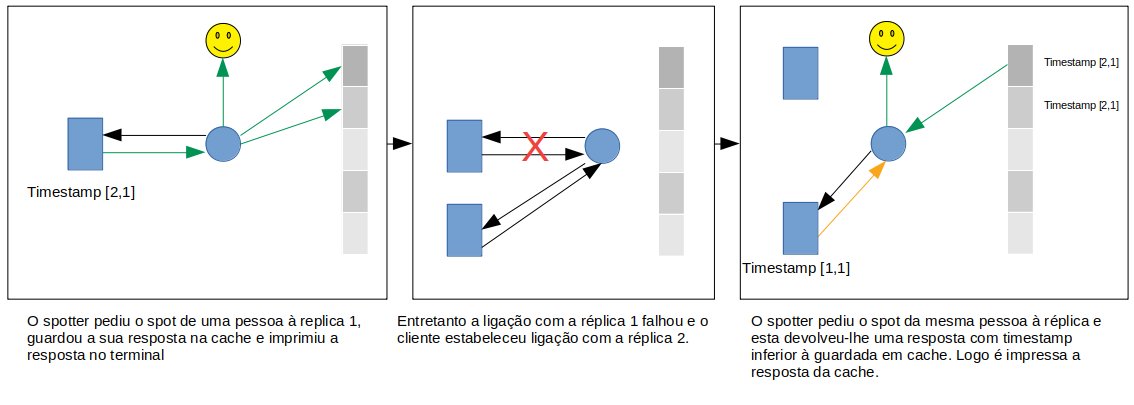 Timestamp [2,1]
O spotter pediu o spot de uma pessoa à replica 1,
guardou a sua resposta na cache e imprimiu a
resposta no terminal
X
Entretanto a ligação com a réplica 1 falhou e o
cliente estabeleceu ligação com a réplica 2.
Timestamp [2,1]
Timestamp [2,1]
Timestamp [1,1]
O spotter pediu o spot da mesma pessoa à réplica e
esta devolveu-lhe uma resposta com timestamp
inferior à guardada em cache. Logo é impressa a
resposta da cache.